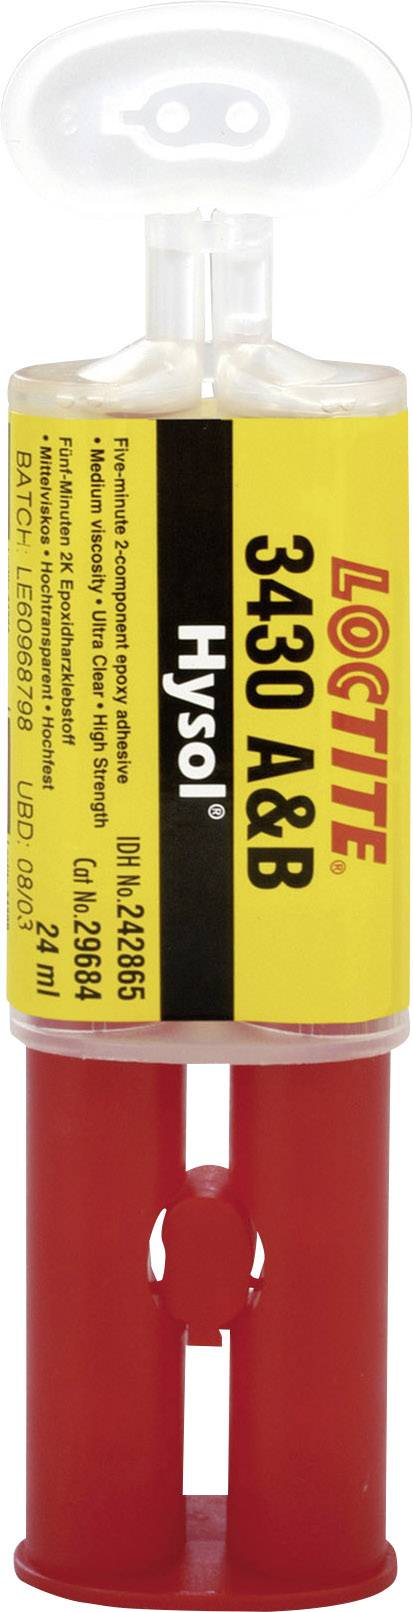 LOCTITE®
3430 A&B
Hysol®
Five-minute 2-component epoxy adhesive
• Medium viscosity • Ultra Clear • High Strength
Fünf-Minuten 2K Epoxidharzklebstoff
• Mittelviskos • Hochtransparent • Hochfest
IDH No. 242865
Cat No. 29684
24 ml
BATCH: LE60968798 UBD: 08/03